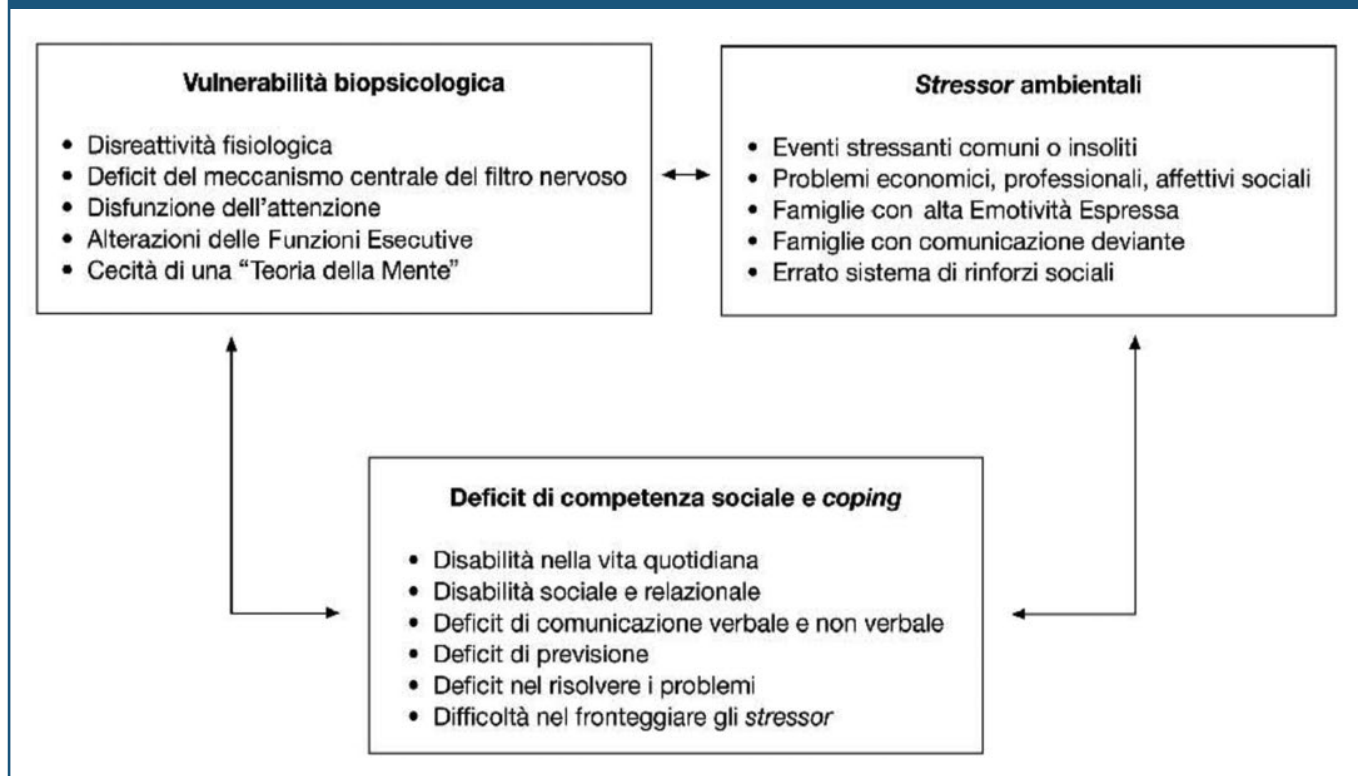 Vulnerabilità biopsicologica
• Disreattività fisiologica
• Deficit del meccanismo centrale del filtro nervoso
• Disfunzione dell'attenzione
• Alterazioni delle Funzioni Esecutive
• Cecità di una “Teoria della Mente”
Stressor ambientali
• Eventi stressanti comuni o insoliti
• Problemi economici, professionali, affettivi sociali
• Famiglie con alta Emotività Espressa
• Famiglie con comunicazione deviante
• Errato sistema di rinforzi sociali
Deficit di competenza sociale e coping
• Disabilità nella vita quotidiana
• Disabilità sociale e relazionale
• Deficit di comunicazione verbale e non verbale
• Deficit di previsione
• Deficit nel risolvere i problemi
• Difficoltà nel fronteggiare gli stressor